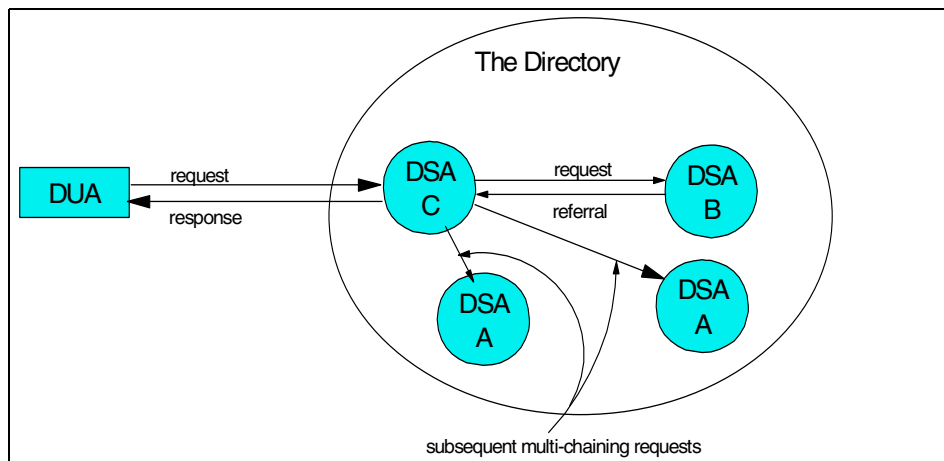 The Directory
DUA
request
response
DSA
C
request
referral
DSA
B
DSA
A
DSA
A
subsequent multi-chaining requests